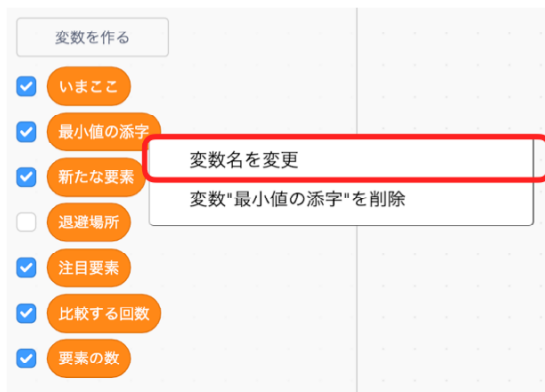 変数を作る
いまここ
最小値の添字
変数名を変更
新たな要素
変数"最小値の添字"を削除
退避場所
注目要素
比較する回数
要素の数